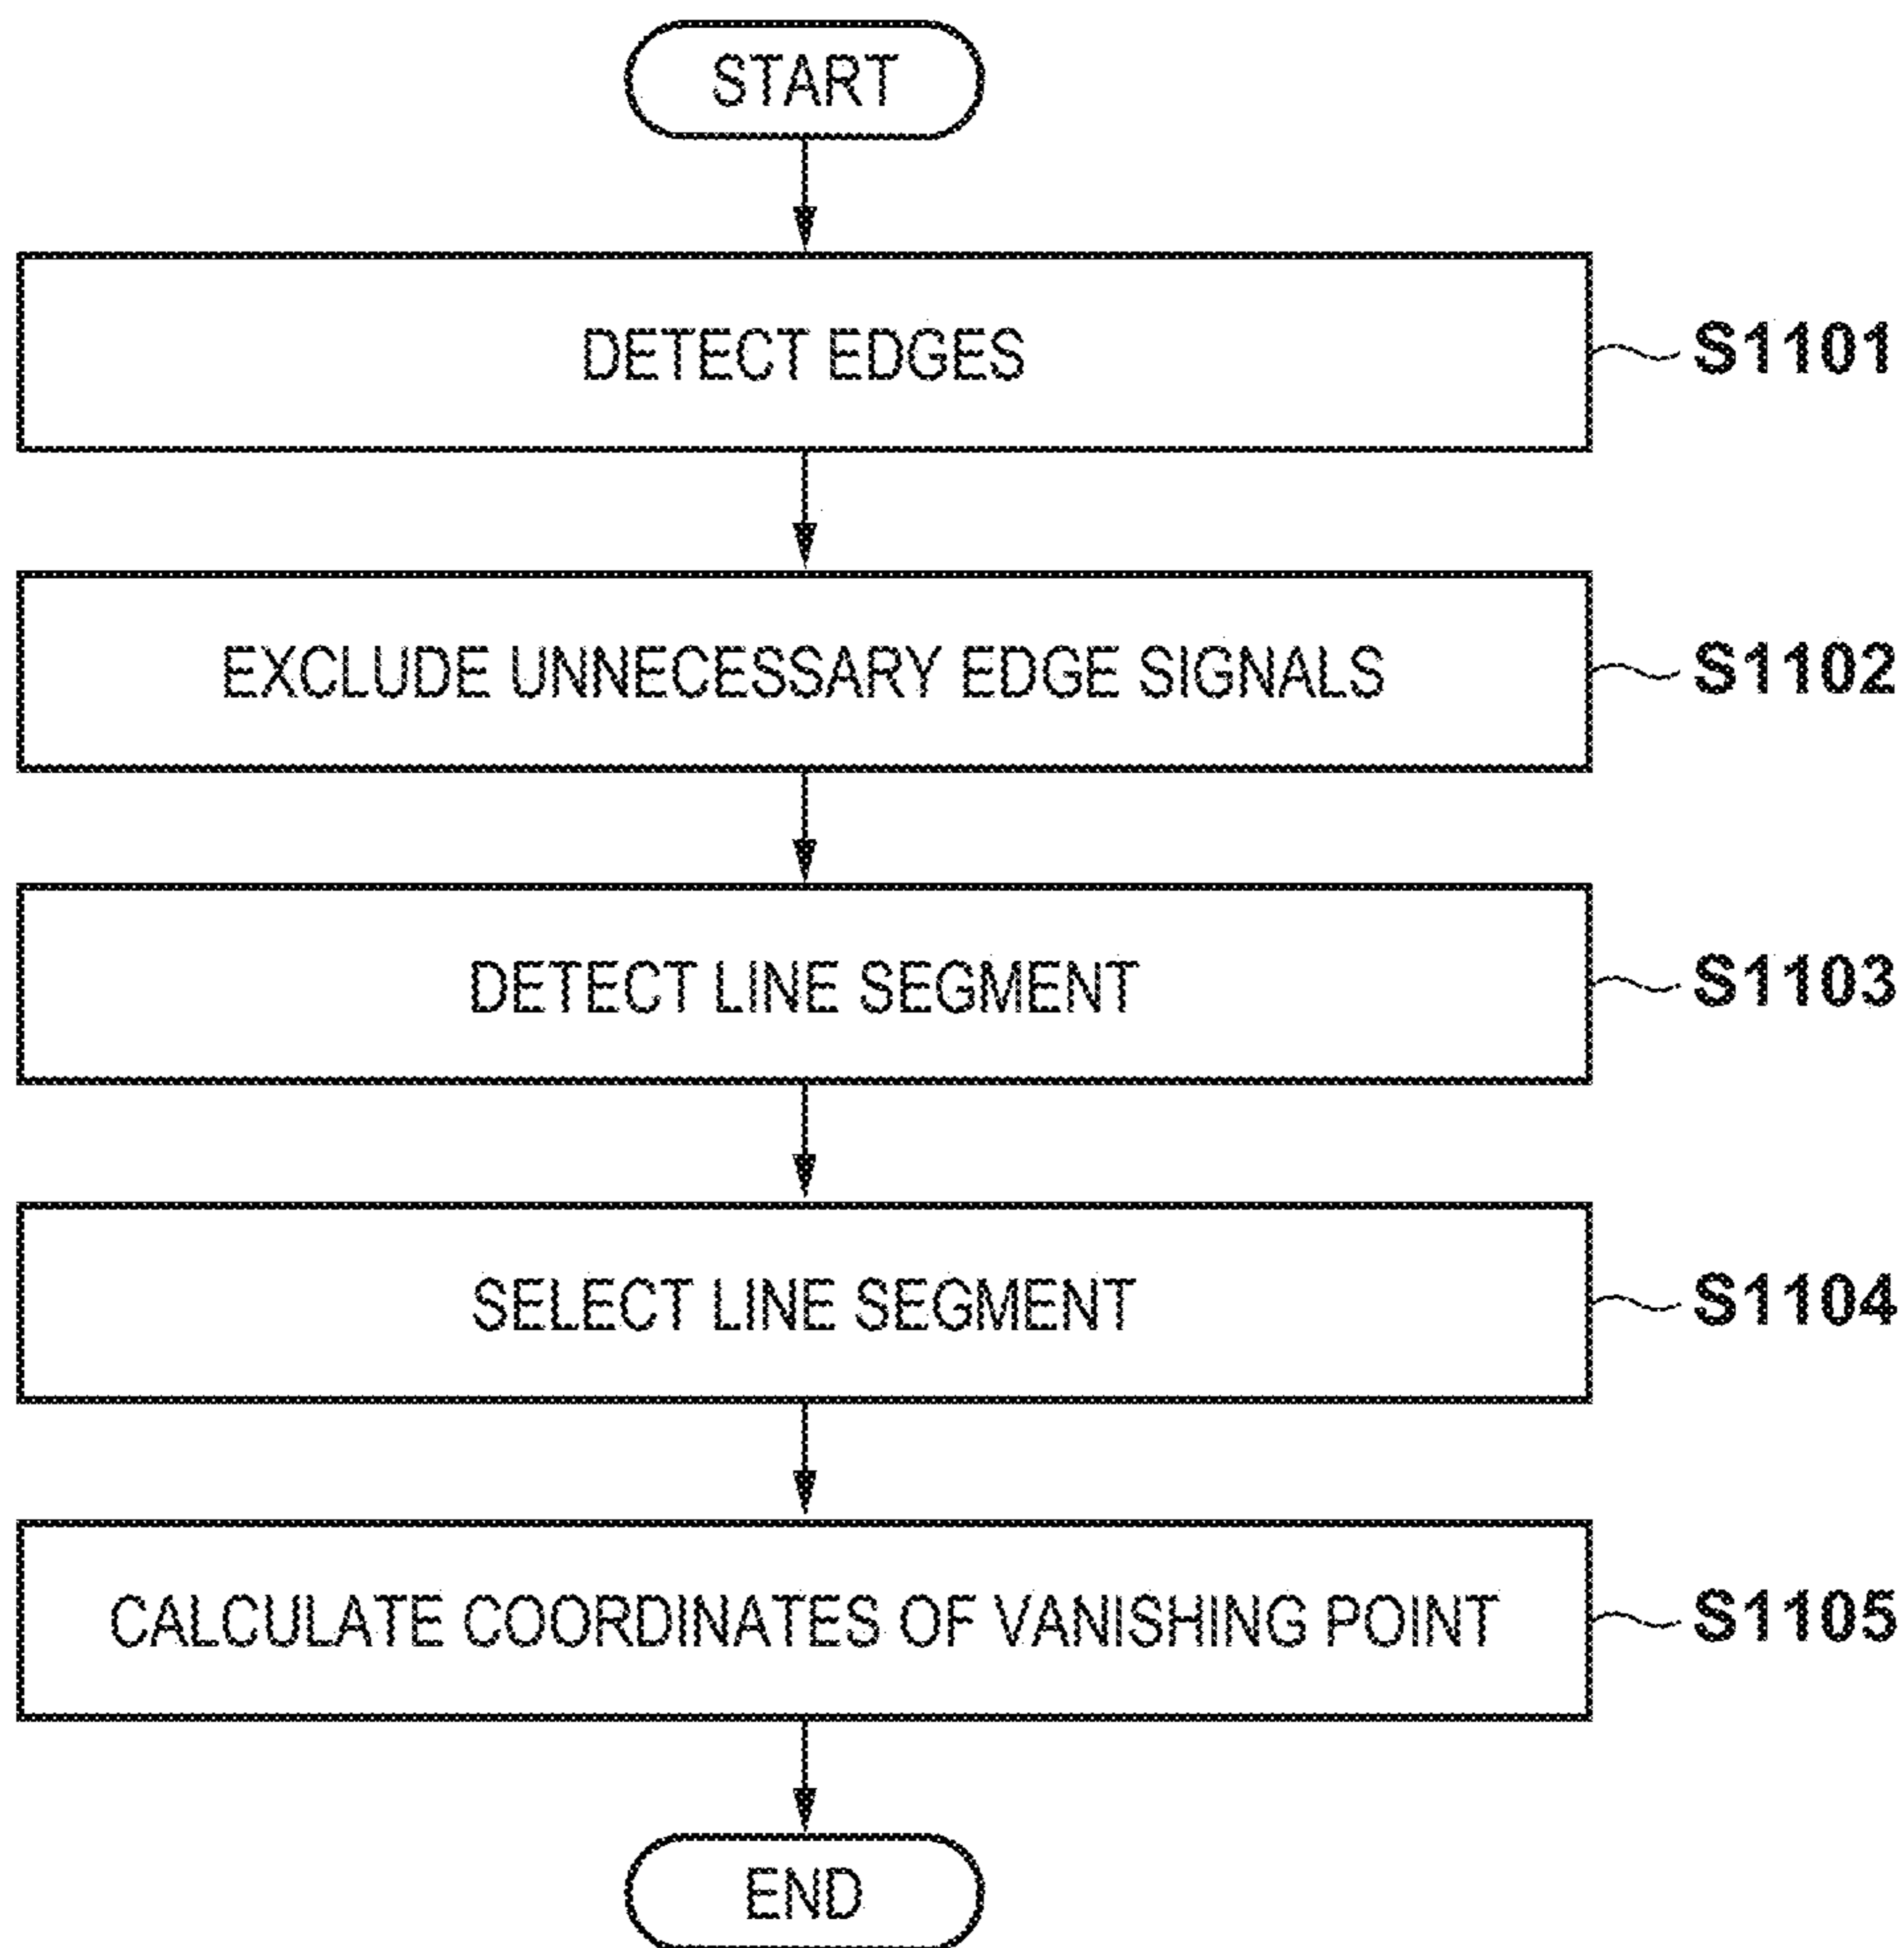 START
DETECT EDGES
S1101
EXCLUDE UNNECESSARY EDGE SIGNALS
S1102
DETECT LINE SEGMENT
S1103
SELECT LINE SEGMENT
S1104
CALCULATE COORDINATES OF VANISHING POINT
S1105
END